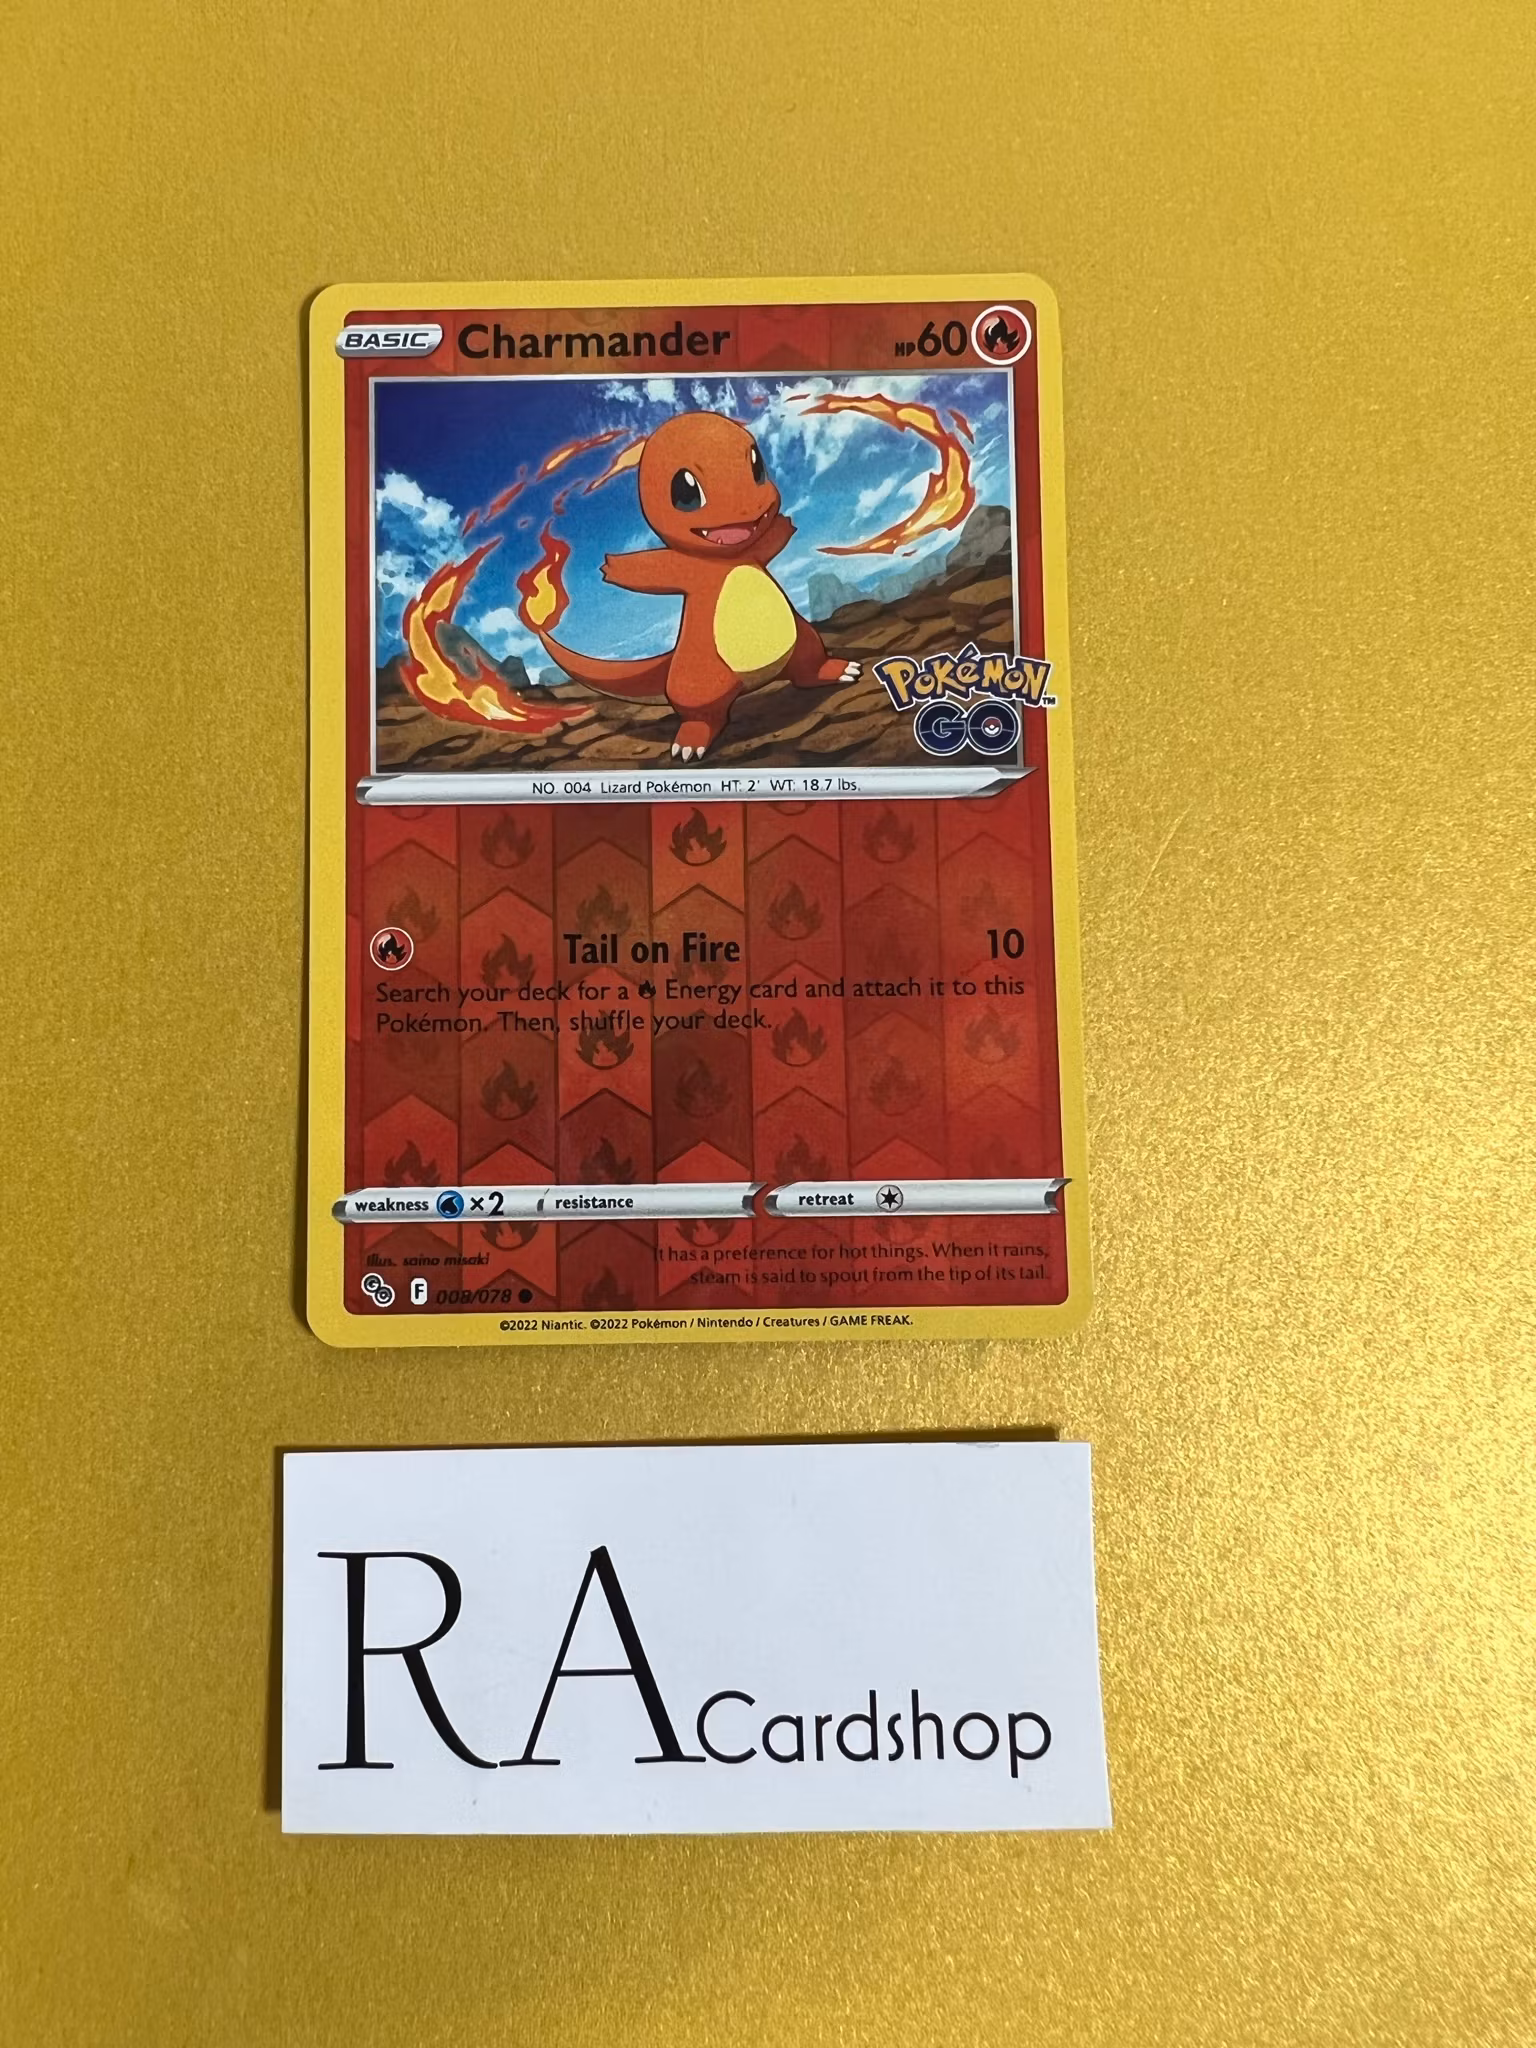 BASIC Charmander HP60
POKéMON™
GO
NO. 004 Lizard Pokémon HT: 2' WT: 18.7 lbs.
Tail on Fire 10
Search your deck for a Energy card and attach it to this
Pokémon. Then, shuffle your deck.
weakness ×2 resistance retreat
Illus. saino misaki
It has a preference for hot things. When it rains,
steam is said to spout from the tip of its tail.
GO F 008/078
©2022 Niantic. ©2022 Pokémon / Nintendo / Creatures / GAME FREAK.
RA Cardshop